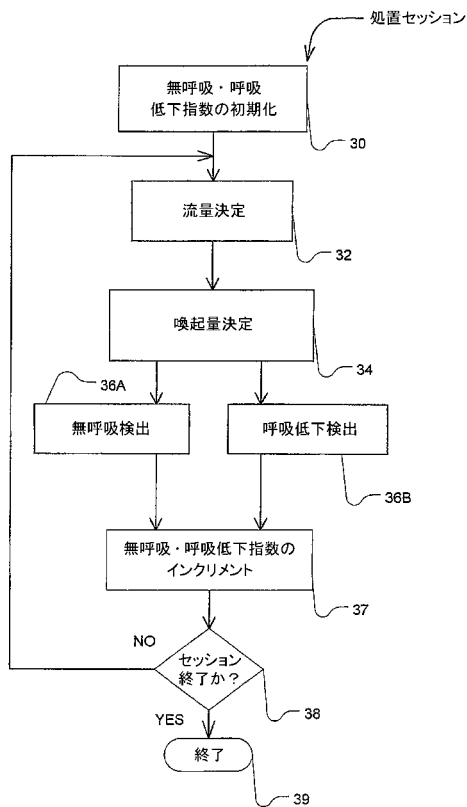 処置セッション
無呼吸・呼吸
低下指数の初期化
30
流量決定
32
喚起量決定
34
36A
無呼吸検出
呼吸低下検出
36B
無呼吸・呼吸低下指数の
インクリメント
37
NO
セッション
終了か？
38
YES
終了
39